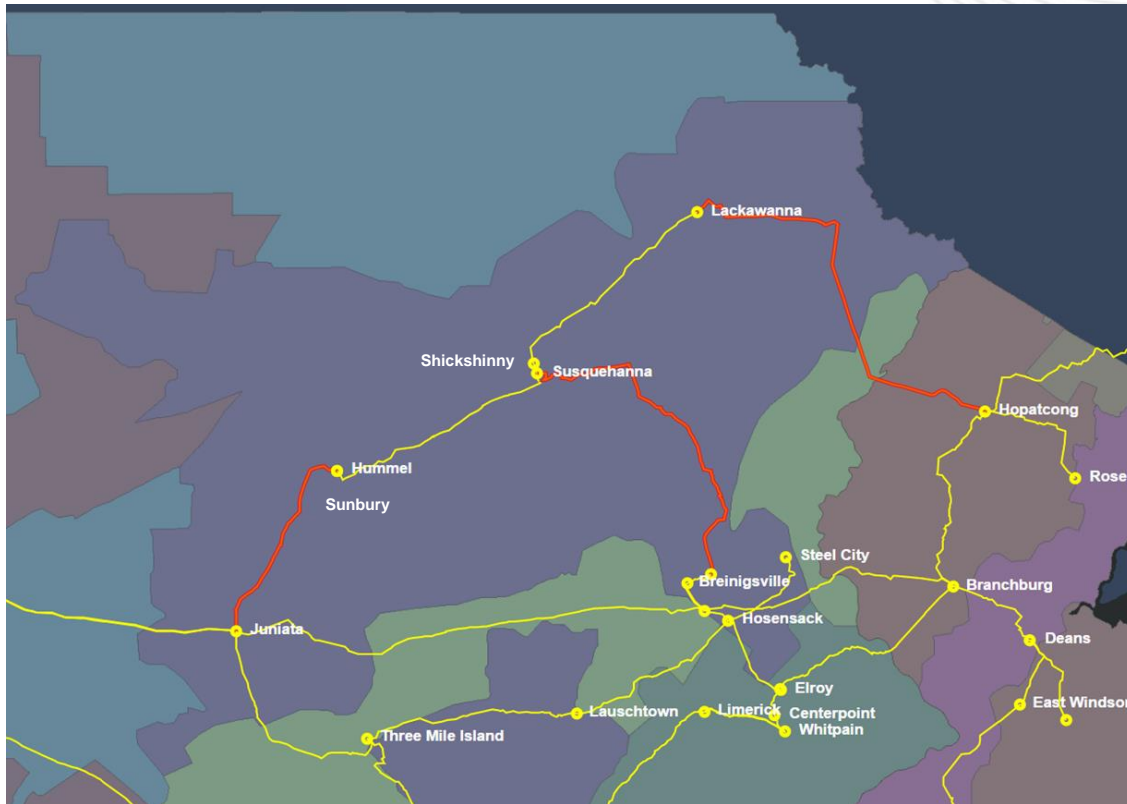 Lackawanna
Shickshinny
Susquehanna
Hopatcong
Hummel
Rose
Sunbury
Steel City
Breinigsville
Branchburg
Hosensack
Juniata
Deans
Elroy
East Windsor
Limerick
Lauschtown
Centerpoint
Whitpain
Three Mile Island